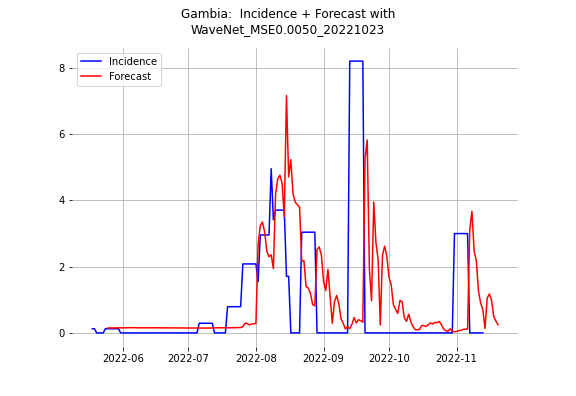 Gambia:  Incidence + Forecast with
WaveNet_MSE0.0050_20221023
Incidence
Forecast
8
6
4
2
0
2022-06 2022-07 2022-08 2022-09 2022-10 2022-11